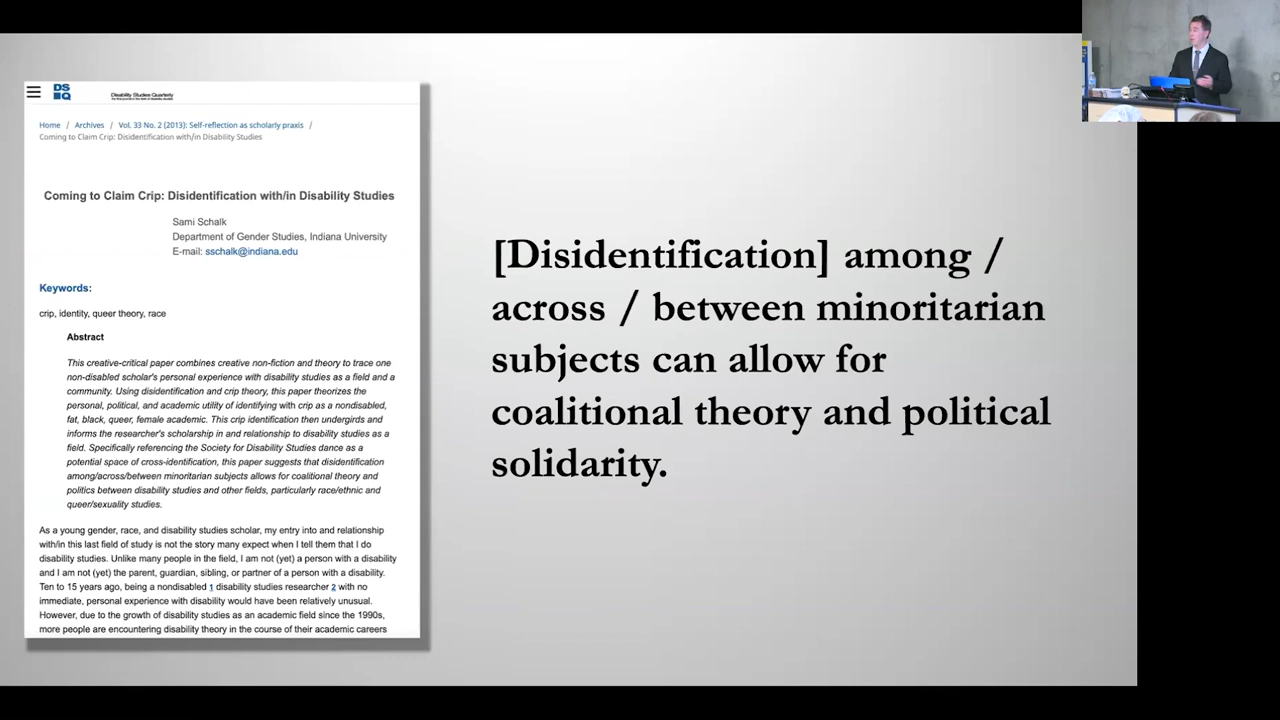 DS
Q
Disability Studies Quarterly
Home / Archives / Vol. 33 No. 2 (2013): Self-reflection as scholarly praxis /
Coming to Claim Crip: Disidentification with/in Disability Studies
Coming to Claim Crip: Disidentification with/in Disability Studies
Sami Schalk
Department of Gender Studies, Indiana University
E-mail: sschalk@indiana.edu
Keywords:
crip, identity, queer theory, race
Abstract
This creative-critical paper combines creative non-fiction and theory to trace one
non-disabled scholar's personal experience with disability studies as a field and a
community. Using disidentification and crip theory, this paper theorizes the
personal, political, and academic utility of identifying with crip as a nondisabled,
fat, black, queer, female academic. This crip identification then undergirds and
informs the researcher's scholarship in and relationship to disability studies as a
field. Specifically referencing the Society for Disability Studies dance as a
potential space of cross-identification, this paper suggests that disidentification
among/across/between minoritarian subjects allows for coalitional theory and
politics between disability studies and other fields, particularly race/ethnic and
queer/sexuality studies.
As a young gender, race, and disability studies scholar, my entry into and relationship
with/in this last field of study is not the story many expect when I tell them that I do
disability studies. Unlike many people in the field, I am not (yet) a person with a disability
and I am not (yet) the parent, guardian, sibling, or partner of a person with a disability.
Ten to 15 years ago, being a nondisabled 1 disability studies researcher 2 with no
immediate, personal experience with disability would have been relatively unusual.
However, due to the growth of disability studies as an academic field since the 1990s,
more people are encountering disability theory in the course of their academic careers
[Disidentification] among /
across / between minoritarian
subjects can allow for
coalitional theory and political
solidarity.